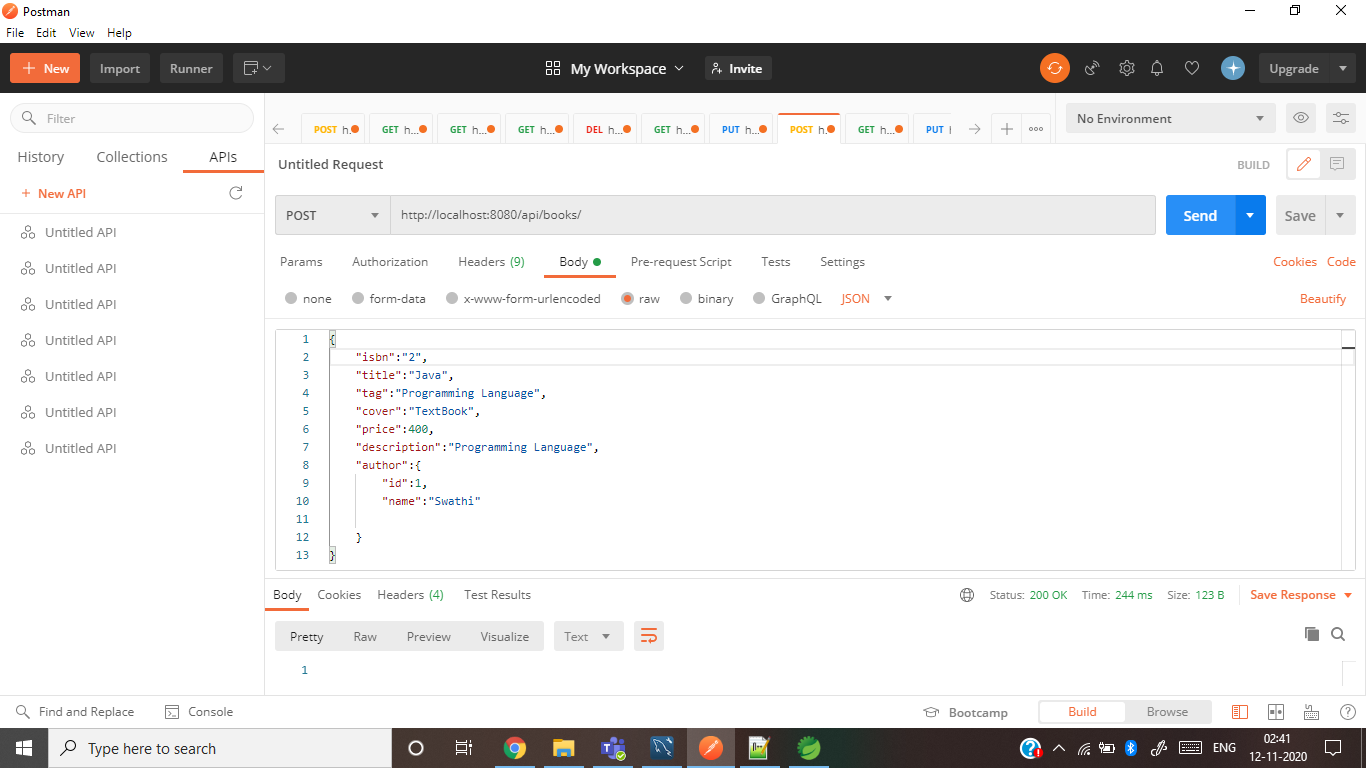 Postman
File Edit View Help
New Import Runner My Workspace Invite Upgrade
Filter
POST h... GET h... GET h... GET h... DEL h... GET h... PUT h... POST h... GET h... PUT
No Environment
History Collections APIs
Untitled Request BUILD
+ New API
POST http://localhost:8080/api/books/ Send Save
Untitled API
Untitled API
Untitled API
Untitled API
Untitled API
Untitled API
Untitled API
Params Authorization Headers (9) Body Pre-request Script Tests Settings Cookies Code
none form-data x-www-form-urlencoded raw binary GraphQL JSON Beautify
1 {
2 "isbn":"2",
3 "title":"Java",
4 "tag":"Programming Language",
5 "cover":"TextBook",
6 "price":400,
7 "description":"Programming Language",
8 "author":{
9 "id":1,
10 "name":"Swathi"
11
12 }
13 }
Body Cookies Headers (4) Test Results Status: 200 OK Time: 244 ms Size: 123 B Save Response
Pretty Raw Preview Visualize Text
1
Find and Replace Console Bootcamp Build Browse
Type here to search ENG 02:41
12-11-2020